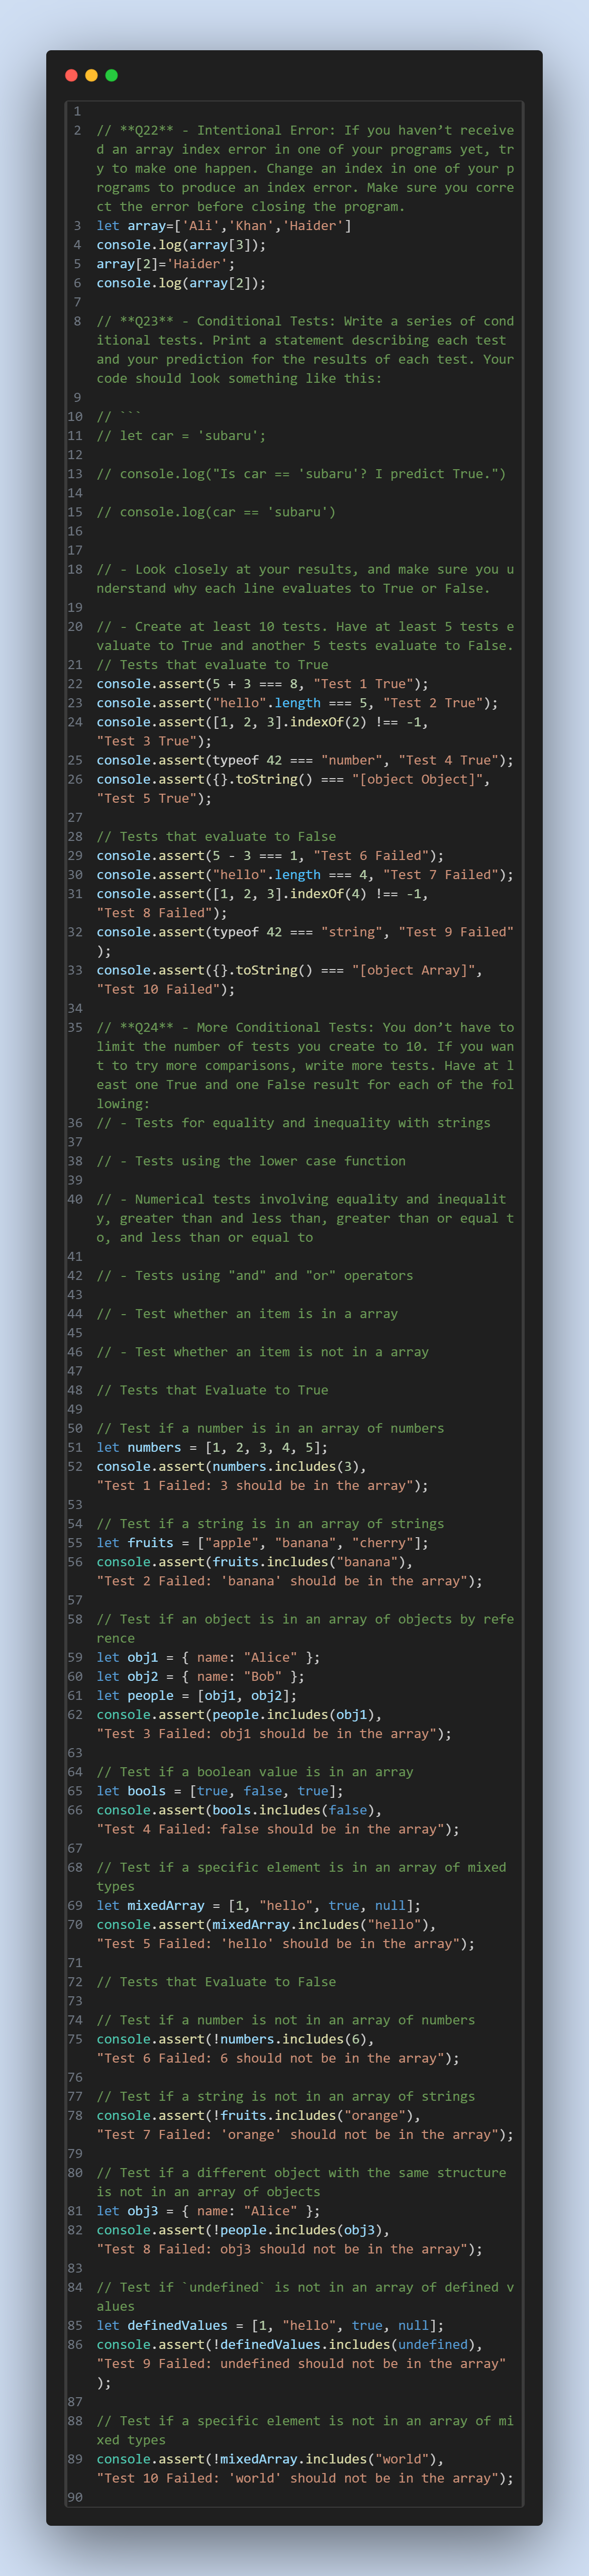 1
2 // **Q22** - Intentional Error: If you haven’t receive
d an array index error in one of your programs yet, tr
y to make one happen. Change an index in one of your p
rograms to produce an index error. Make sure you corre
ct the error before closing the program.
3 let array=['Ali','Khan','Haider']
4 console.log(array[3]);
5 array[2]='Haider';
6 console.log(array[2]);
7
8 // **Q23** - Conditional Tests: Write a series of cond
itional tests. Print a statement describing each test
and your prediction for the results of each test. Your
code should look something like this:
9
10 // ```
11 // let car = 'subaru';
12
13 // console.log("Is car == 'subaru'? I predict True.")
14
15 // console.log(car == 'subaru')
16
17
18 // - Look closely at your results, and make sure you u
nderstand why each line evaluates to True or False.
19
20 // - Create at least 10 tests. Have at least 5 tests e
valuate to True and another 5 tests evaluate to False.
21 // Tests that evaluate to True
22 console.assert(5 + 3 === 8, "Test 1 True");
23 console.assert("hello".length === 5, "Test 2 True");
24 console.assert([1, 2, 3].indexOf(2) !== -1,
"Test 3 True");
25 console.assert(typeof 42 === "number", "Test 4 True");
26 console.assert({}.toString() === "[object Object]",
"Test 5 True");
27
28 // Tests that evaluate to False
29 console.assert(5 - 3 === 1, "Test 6 Failed");
30 console.assert("hello".length === 4, "Test 7 Failed");
31 console.assert([1, 2, 3].indexOf(4) !== -1,
"Test 8 Failed");
32 console.assert(typeof 42 === "string", "Test 9 Failed"
);
33 console.assert({}.toString() === "[object Array]",
"Test 10 Failed");
34
35 // **Q24** - More Conditional Tests: You don’t have to
limit the number of tests you create to 10. If you wan
t to try more comparisons, write more tests. Have at l
east one True and one False result for each of the fol
lowing:
36 // - Tests for equality and inequality with strings
37
38 // - Tests using the lower case function
39
40 // - Numerical tests involving equality and inequalit
y, greater than and less than, greater than or equal t
o, and less than or equal to
41
42 // - Tests using "and" and "or" operators
43
44 // - Test whether an item is in a array
45
46 // - Test whether an item is not in a array
47
48 // Tests that Evaluate to True
49
50 // Test if a number is in an array of numbers
51 let numbers = [1, 2, 3, 4, 5];
52 console.assert(numbers.includes(3),
"Test 1 Failed: 3 should be in the array");
53
54 // Test if a string is in an array of strings
55 let fruits = ["apple", "banana", "cherry"];
56 console.assert(fruits.includes("banana"),
"Test 2 Failed: 'banana' should be in the array");
57
58 // Test if an object is in an array of objects by refe
rence
59 let obj1 = { name: "Alice" };
60 let obj2 = { name: "Bob" };
61 let people = [obj1, obj2];
62 console.assert(people.includes(obj1),
"Test 3 Failed: obj1 should be in the array");
63
64 // Test if a boolean value is in an array
65 let bools = [true, false, true];
66 console.assert(bools.includes(false),
"Test 4 Failed: false should be in the array");
67
68 // Test if a specific element is in an array of mixed
types
69 let mixedArray = [1, "hello", true, null];
70 console.assert(mixedArray.includes("hello"),
"Test 5 Failed: 'hello' should be in the array");
71
72 // Tests that Evaluate to False
73
74 // Test if a number is not in an array of numbers
75 console.assert(!numbers.includes(6),
"Test 6 Failed: 6 should not be in the array");
76
77 // Test if a string is not in an array of strings
78 console.assert(!fruits.includes("orange"),
"Test 7 Failed: 'orange' should not be in the array");
79
80 // Test if a different object with the same structure
is not in an array of objects
81 let obj3 = { name: "Alice" };
82 console.assert(!people.includes(obj3),
"Test 8 Failed: obj3 should not be in the array");
83
84 // Test if `undefined` is not in an array of defined v
alues
85 let definedValues = [1, "hello", true, null];
86 console.assert(!definedValues.includes(undefined),
"Test 9 Failed: undefined should not be in the array"
);
87
88 // Test if a specific element is not in an array of mi
xed types
89 console.assert(!mixedArray.includes("world"),
"Test 10 Failed: 'world' should not be in the array");
90